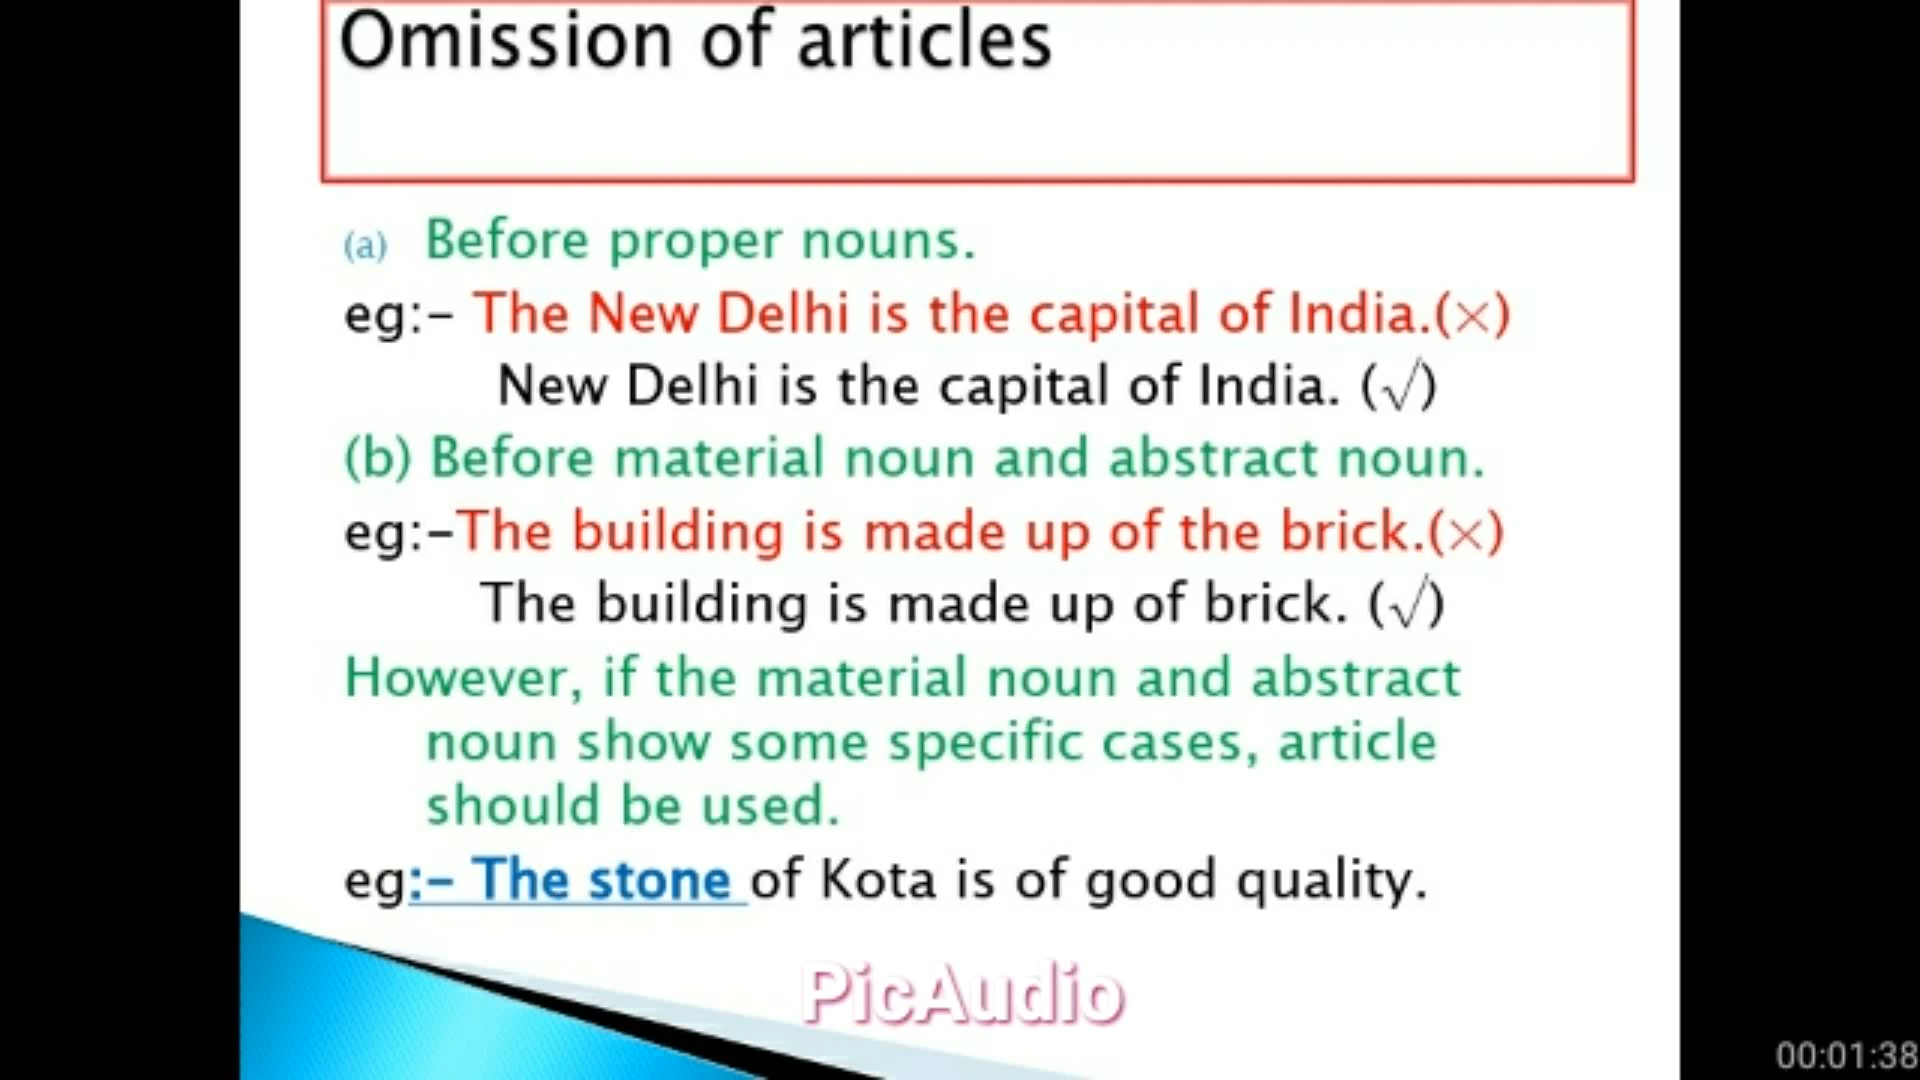 Omission of articles
(a) Before proper nouns.
eg:- The New Delhi is the capital of India.(×)
New Delhi is the capital of India. (√)
(b) Before material noun and abstract noun.
eg:-The building is made up of the brick.(×)
The building is made up of brick. (√)
However, if the material noun and abstract
noun show some specific cases, article
should be used.
eg:- The stone of Kota is of good quality.
PicAudio
00:01:38